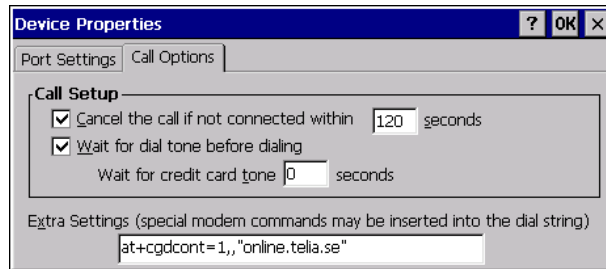 Device Properties ? OK ×
Port Settings Call Options
Call Setup
Cancel the call if not connected within 120 seconds
Wait for dial tone before dialing
Wait for credit card tone 0 seconds
Extra Settings (special modem commands may be inserted into the dial string)
at+cgdcont=1,,"online.telia.se"